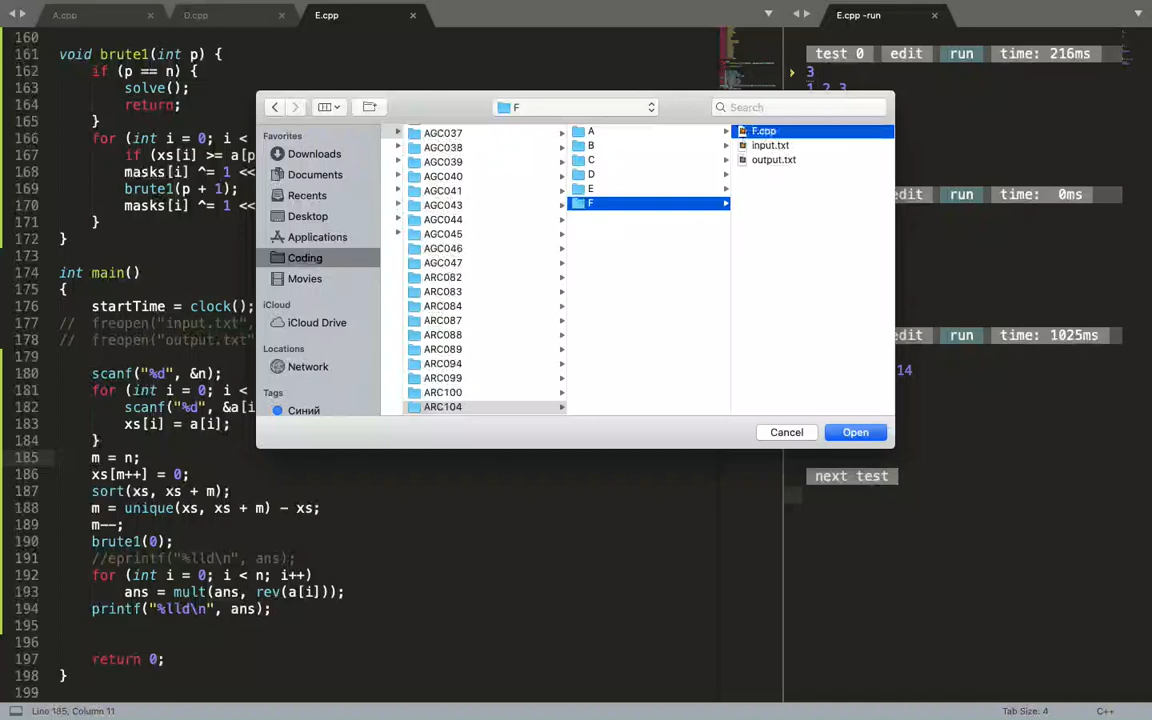 A.cpp
D.cpp
E.cpp
E.cpp -run
160
161 void brute1(int p) {
162 if (p == n) {
163 solve();
164 return;
165 }
166 for (int i = 0; i <
167 if (xs[i] >= a[p
168 masks[i] ^= 1 <<
169 brute1(p + 1);
170 masks[i] ^= 1 <<
171 }
172 }
173
174 int main()
175 {
176 startTime = clock();
177 // freopen("input.txt",
178 // freopen("output.txt"
179
180 scanf("%d", &n);
181 for (int i = 0; i <
182 scanf("%d", &a[i
183 xs[i] = a[i];
184 }
185 m = n;
186 xs[m++] = 0;
187 sort(xs, xs + m);
188 m = unique(xs, xs + m) - xs;
189 m--;
190 brute1(0);
191 //eprintf("%lld\n", ans);
192 for (int i = 0; i < n; i++)
193 ans = mult(ans, rev(a[i]));
194 printf("%lld\n", ans);
195
196
197 return 0;
198 }
199
F
Search
Favorites
Downloads
Documents
Recents
Desktop
Applications
Coding
Movies
iCloud
iCloud Drive
Locations
Network
Tags
Синий
AGC037
AGC038
AGC039
AGC040
AGC041
AGC043
AGC044
AGC045
AGC046
AGC047
ARC082
ARC083
ARC084
ARC087
ARC088
ARC089
ARC094
ARC099
ARC100
ARC104
A
B
C
D
E
F
F.cpp
input.txt
output.txt
Cancel
Open
test 0 edit run time: 216ms
3
1 2 3
edit run time: 0ms
edit run time: 1025ms
14
next test
Line 185, Column 11
Tab Size: 4
C++